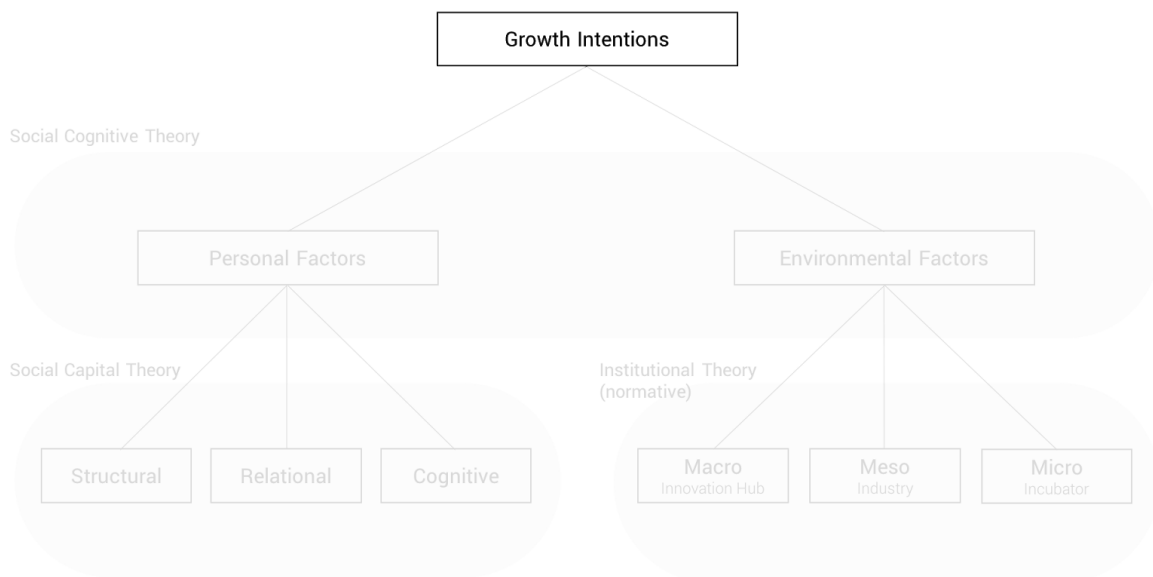 Growth Intentions
Social Cognitive Theory
Personal Factors
Environmental Factors
Social Capital Theory
Institutional Theory
(normative)
Structural
Relational
Cognitive
Macro
Innovation Hub
Meso
Industry
Micro
Incubator